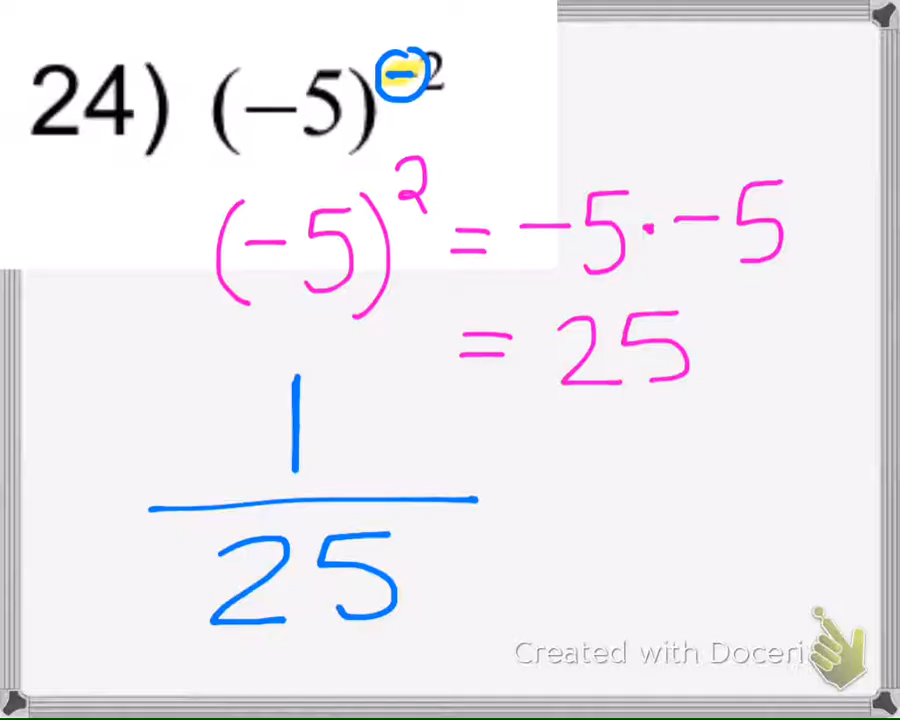 24) (−5)⁻²
(−5)² = −5 · −5
= 25
1
25
Created with Doceri